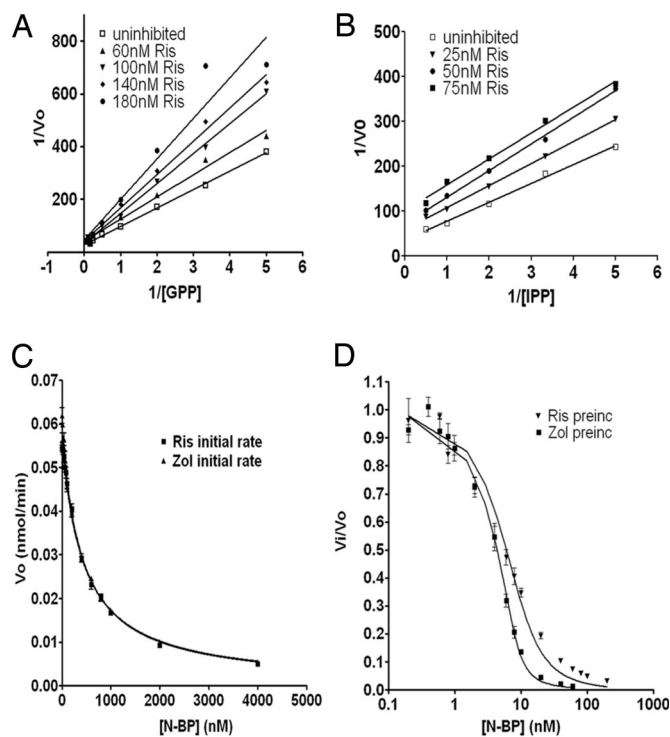 A
uninhibited
60nM Ris
100nM Ris
140nM Ris
180nM Ris
1/Vo
800
600
400
200
-1 0 1 2 3 4 5 6
1/[GPP]
B
uninhibited
25nM Ris
50nM Ris
75nM Ris
1/V0
500
400
300
200
100
0
0 1 2 3 4 5 6
1/[IPP]
C
Ris initial rate
Zol initial rate
Vo (nmol/min)
0.07
0.06
0.05
0.04
0.03
0.02
0.01
0.00
0 1000 2000 3000 4000 5000
[N-BP] (nM)
D
Ris preinc
Zol preinc
Vi/Vo
1.1
1.0
0.9
0.8
0.7
0.6
0.5
0.4
0.3
0.2
0.1
0.0
0.1 1 10 100 1000
[N-BP] (nM)